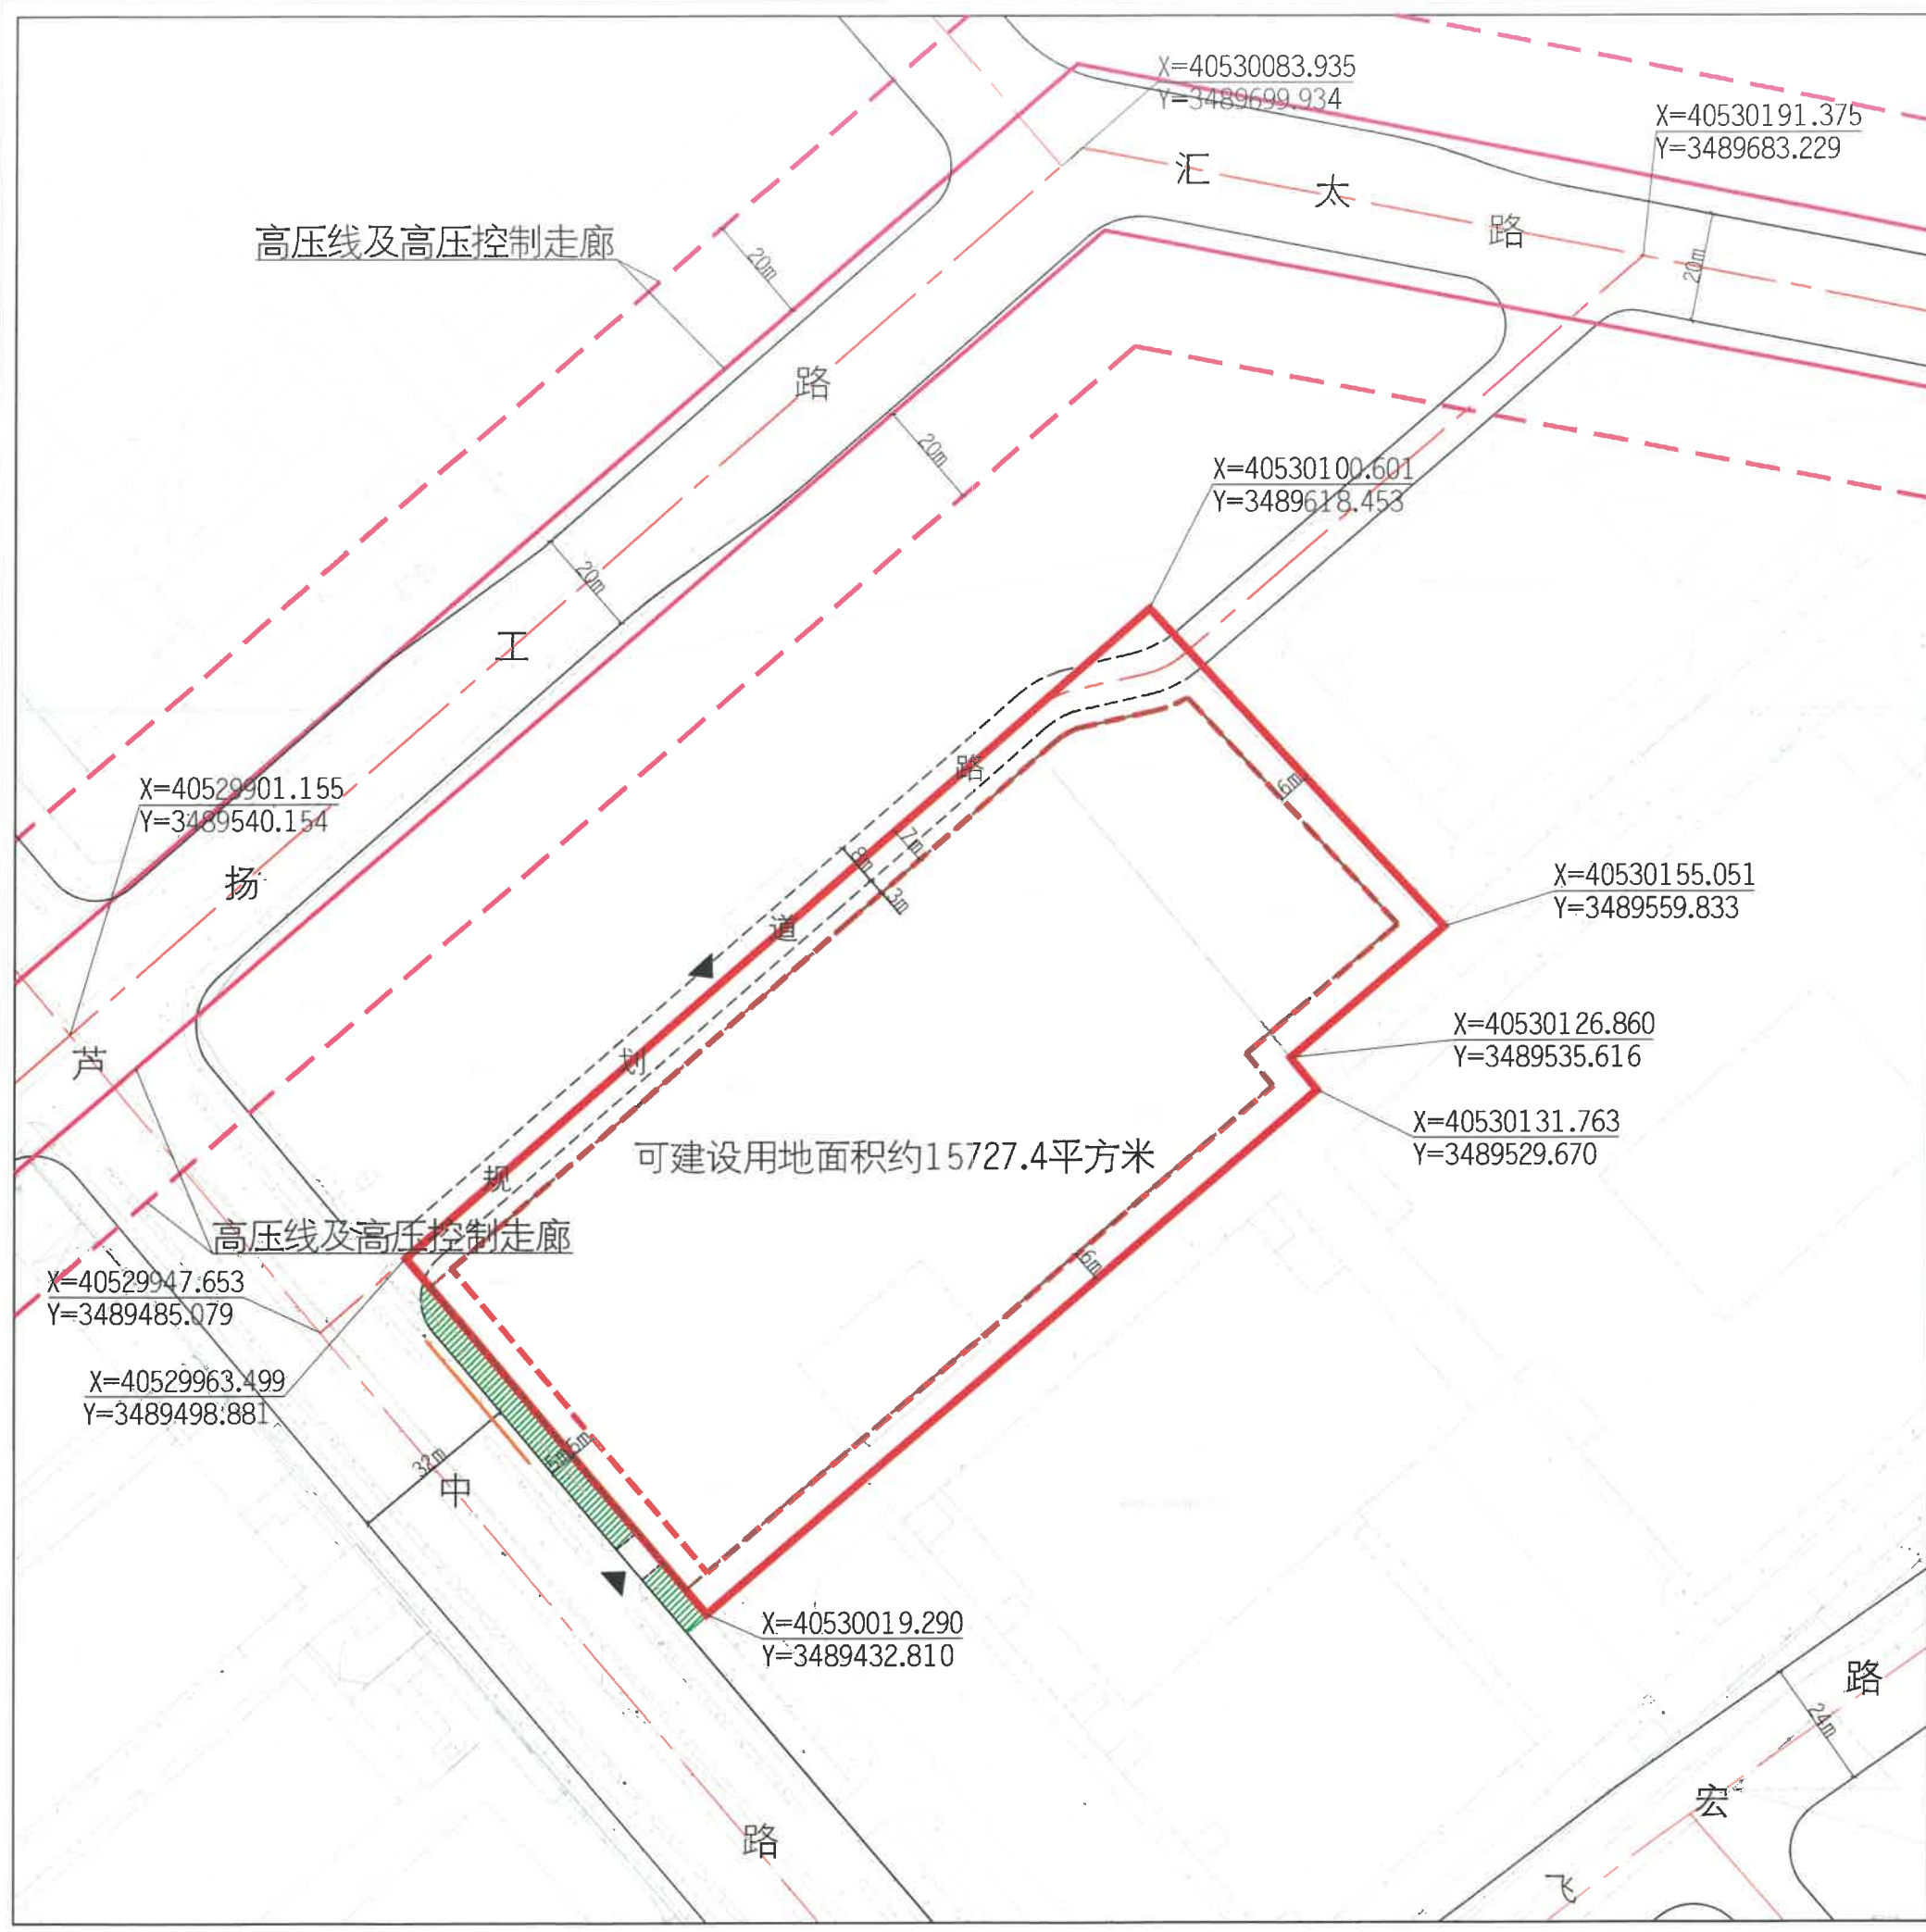 X=40530083.935
Y=3489699.934
X=40530191.375
Y=3489683.229
汇太路
20m
高压线及高压控制走廊
20m
路
20m
X=40530100.601
Y=3489618.453
20m
工
X=40529901.155
Y=3489540.154
扬
路
6m
7m
8m
3m
X=40530155.051
Y=3489559.833
道
X=40530126.860
Y=3489535.616
芦
划
X=40530131.763
Y=3489529.670
可建设用地面积约15727.4平方米
规
高压线及高压控制走廊
6m
X=40529947.653
Y=3489485.079
X=40529963.499
Y=3489498.881
32m
5m
6m
中
X=40530019.290
Y=3489432.810
路
24m
宏
路
飞